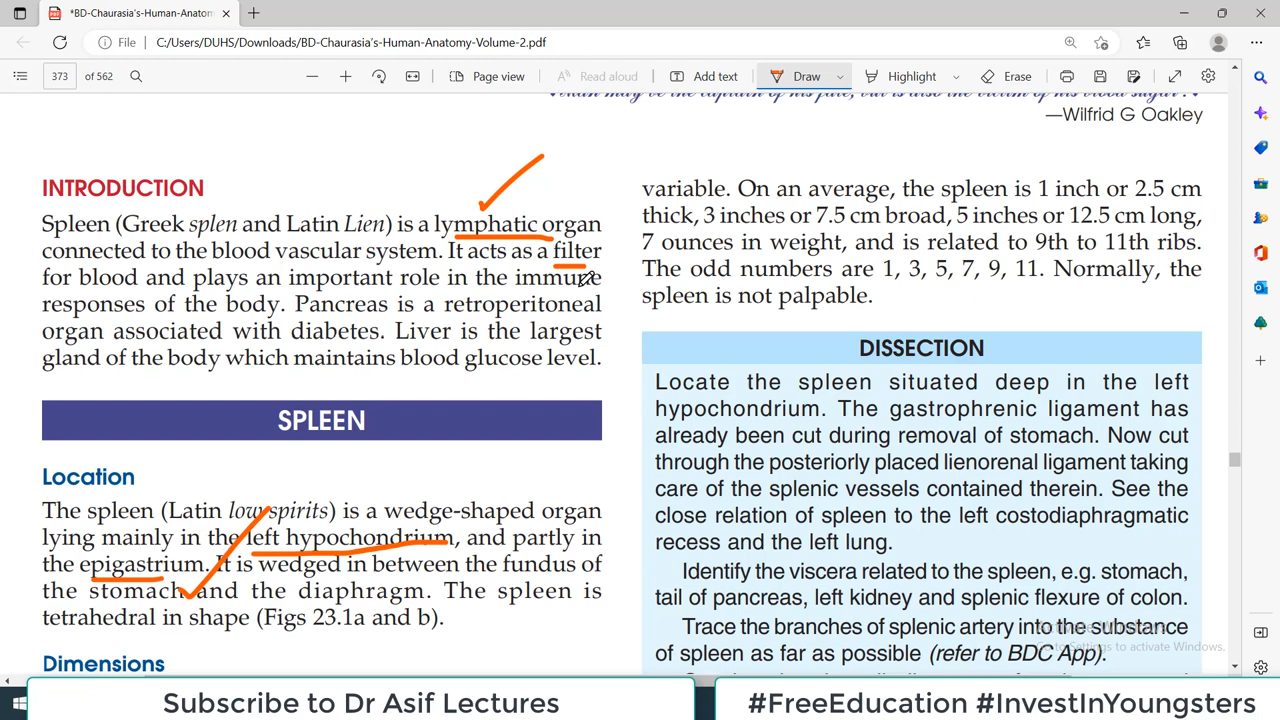 *BD-Chaurasia's-Human-Anatom
File
C:/Users/DUHS/Downloads/BD-Chaurasia's-Human-Anatomy-Volume-2.pdf
373 of 562
Page view
Read aloud
Add text
Draw
Highlight
Erase
—Wilfrid G Oakley
INTRODUCTION
Spleen (Greek splen and Latin Lien) is a lymphatic organ
connected to the blood vascular system. It acts as a filter
for blood and plays an important role in the immune
responses of the body. Pancreas is a retroperitoneal
organ associated with diabetes. Liver is the largest
gland of the body which maintains blood glucose level.
SPLEEN
Location
The spleen (Latin low spirits) is a wedge-shaped organ
lying mainly in the left hypochondrium, and partly in
the epigastrium. It is wedged in between the fundus of
the stomach and the diaphragm. The spleen is
tetrahedral in shape (Figs 23.1a and b).
Dimensions
variable. On an average, the spleen is 1 inch or 2.5 cm
thick, 3 inches or 7.5 cm broad, 5 inches or 12.5 cm long,
7 ounces in weight, and is related to 9th to 11th ribs.
The odd numbers are 1, 3, 5, 7, 9, 11. Normally, the
spleen is not palpable.
DISSECTION
Locate the spleen situated deep in the left
hypochondrium. The gastrophrenic ligament has
already been cut during removal of stomach. Now cut
through the posteriorly placed lienorenal ligament taking
care of the splenic vessels contained therein. See the
close relation of spleen to the left costodiaphragmatic
recess and the left lung.
Identify the viscera related to the spleen, e.g. stomach,
tail of pancreas, left kidney and splenic flexure of colon.
Trace the branches of splenic artery into the substance
of spleen as far as possible (refer to BDC App).
Activate Windows
Go to Settings to activate Windows.
Subscribe to Dr Asif Lectures
#FreeEducation #InvestInYoungsters